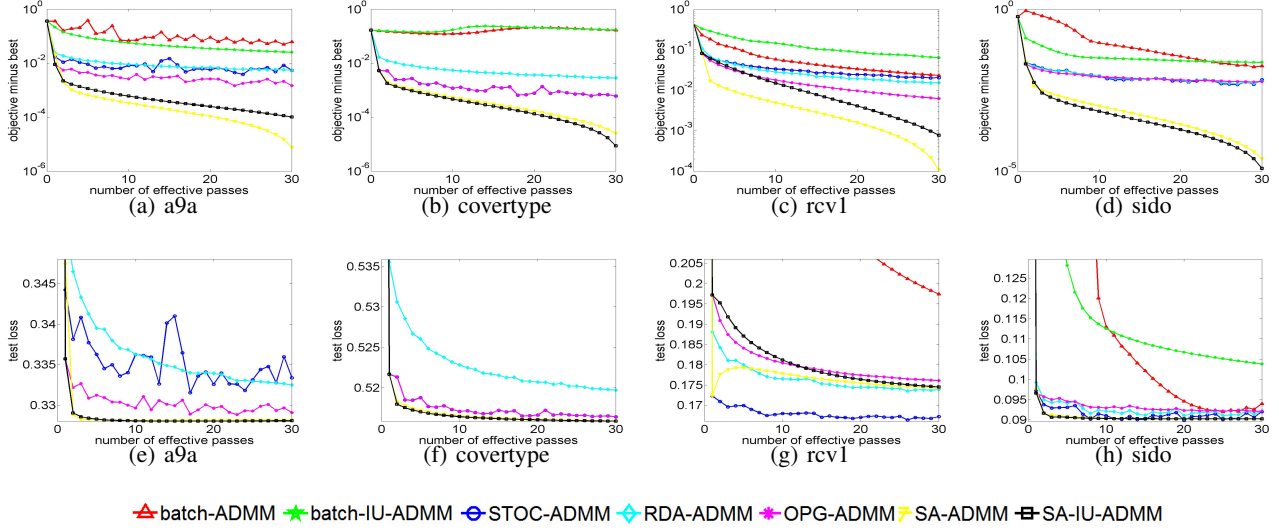 objective minus best
10^0
10^-2
10^-4
10^-6
0 10 20 30
number of effective passes
(a) a9a
objective minus best
10^0
10^-2
10^-4
10^-6
0 10 20 30
number of effective passes
(b) covertype
objective minus best
10^0
10^-1
10^-2
10^-3
10^-4
0 10 20 30
number of effective passes
(c) rcv1
objective minus best
10^0
10^-5
0 10 20 30
number of effective passes
(d) sido
test loss
0.345
0.34
0.335
0.33
0 10 20 30
number of effective passes
(e) a9a
test loss
0.535
0.53
0.525
0.52
0 10 20 30
number of effective passes
(f) covertype
test loss
0.205
0.2
0.195
0.19
0.185
0.18
0.175
0.17
0 10 20 30
number of effective passes
(g) rcv1
test loss
0.125
0.12
0.115
0.11
0.105
0.1
0.095
0.09
0 10 20 30
number of effective passes
(h) sido
batch-ADMM batch-IU-ADMM STOC-ADMM RDA-ADMM OPG-ADMM SA-ADMM SA-IU-ADMM